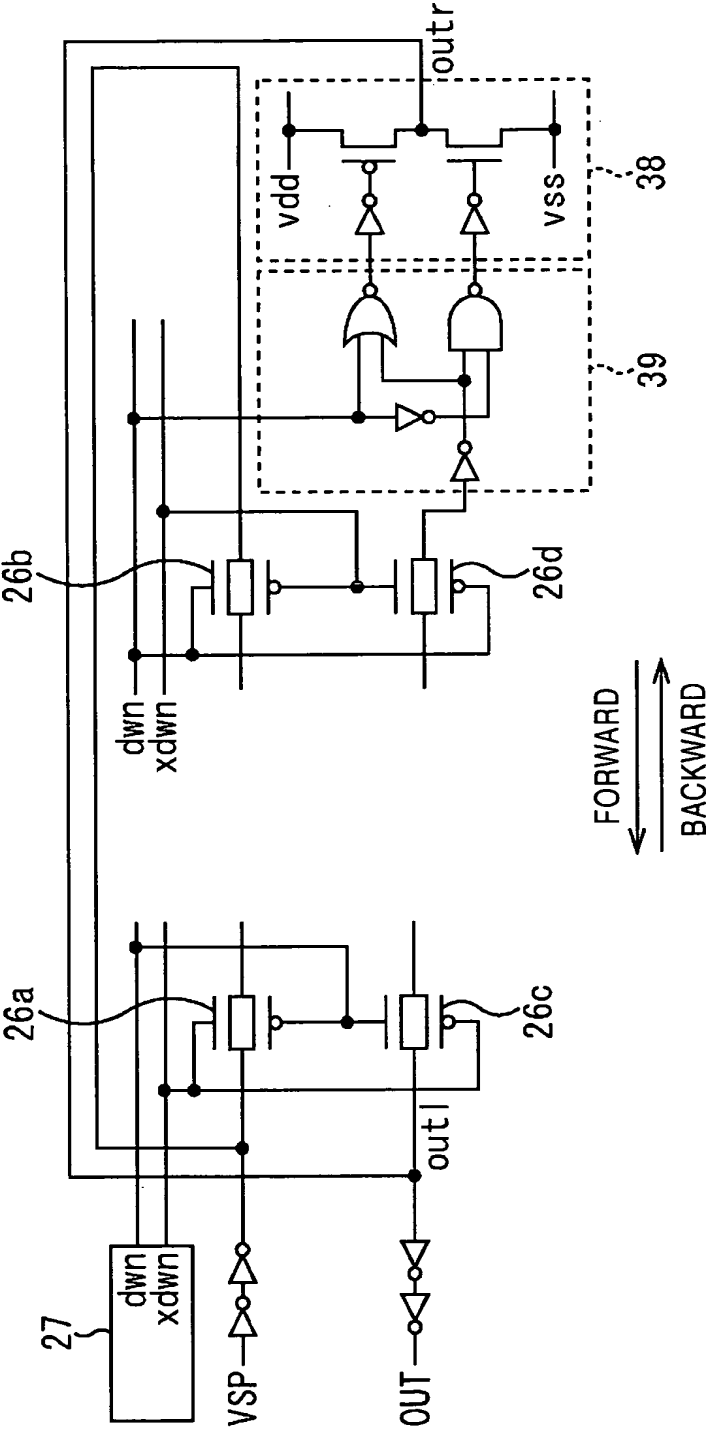 27
dwn
xdwn
VSP
OUT
outl
26a
26c
dwn
xdwn
26b
26d
39
38
vdd
vss
outr
FORWARD
BACKWARD